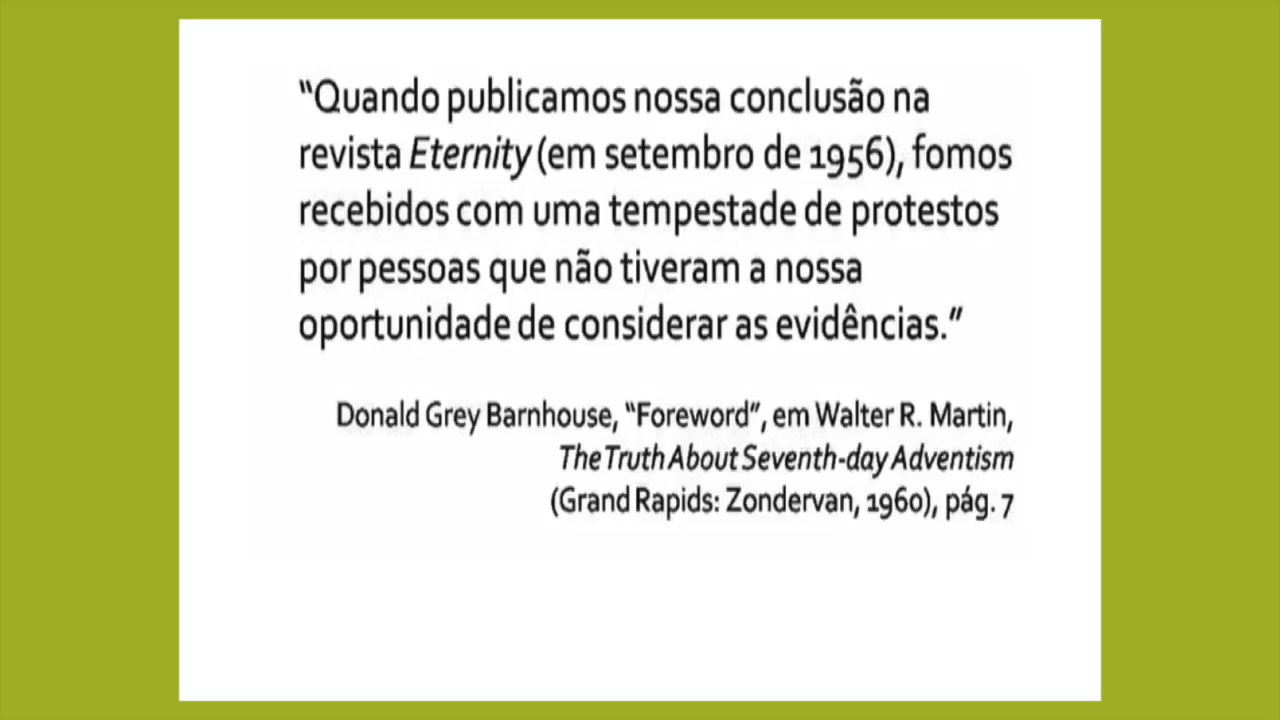 “Quando publicamos nossa conclusão na
revista Eternity (em setembro de 1956), fomos
recebidos com uma tempestade de protestos
por pessoas que não tiveram a nossa
oportunidade de considerar as evidências.”
Donald Grey Barnhouse, “Foreword”, em Walter R. Martin,
The Truth About Seventh-day Adventism
(Grand Rapids: Zondervan, 1960), pág. 7